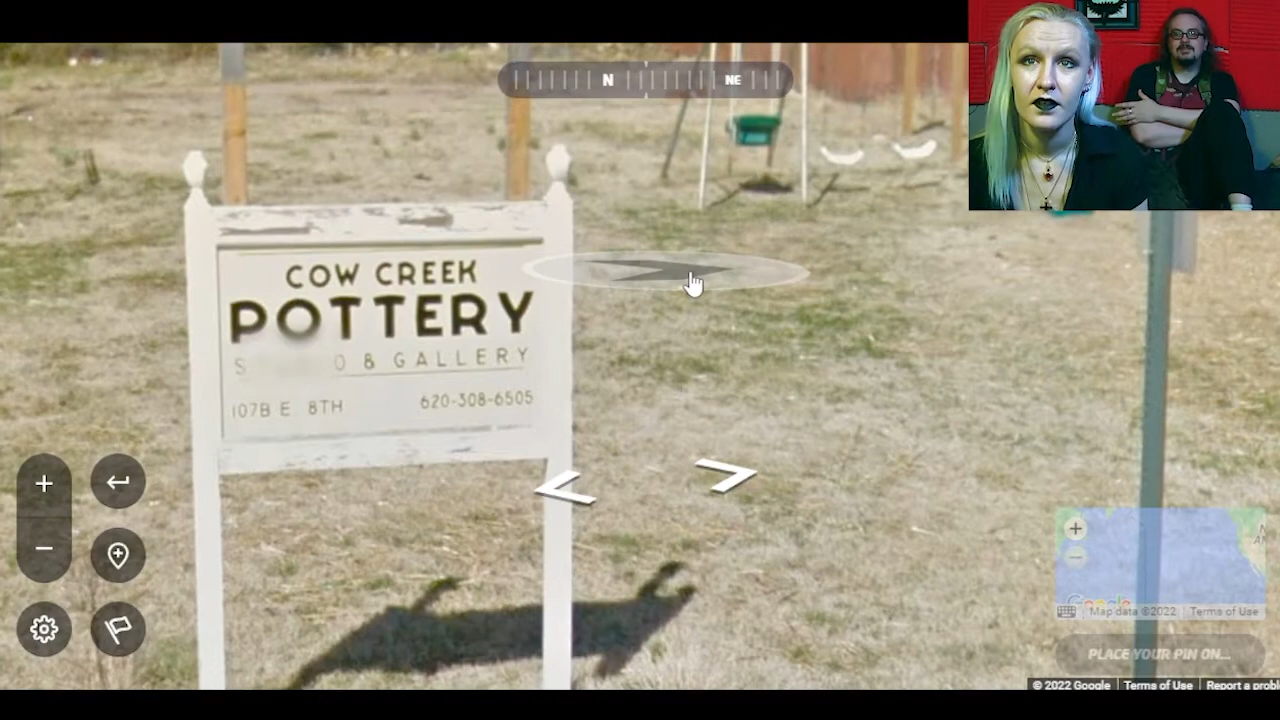 N NE
COW CREEK
POTTERY
S O & GALLERY
107B E. 8TH
620-308-6505
Map data ©2022 Terms of Use
PLACE YOUR PIN ON...
© 2022 Google Terms of Use Report a probl